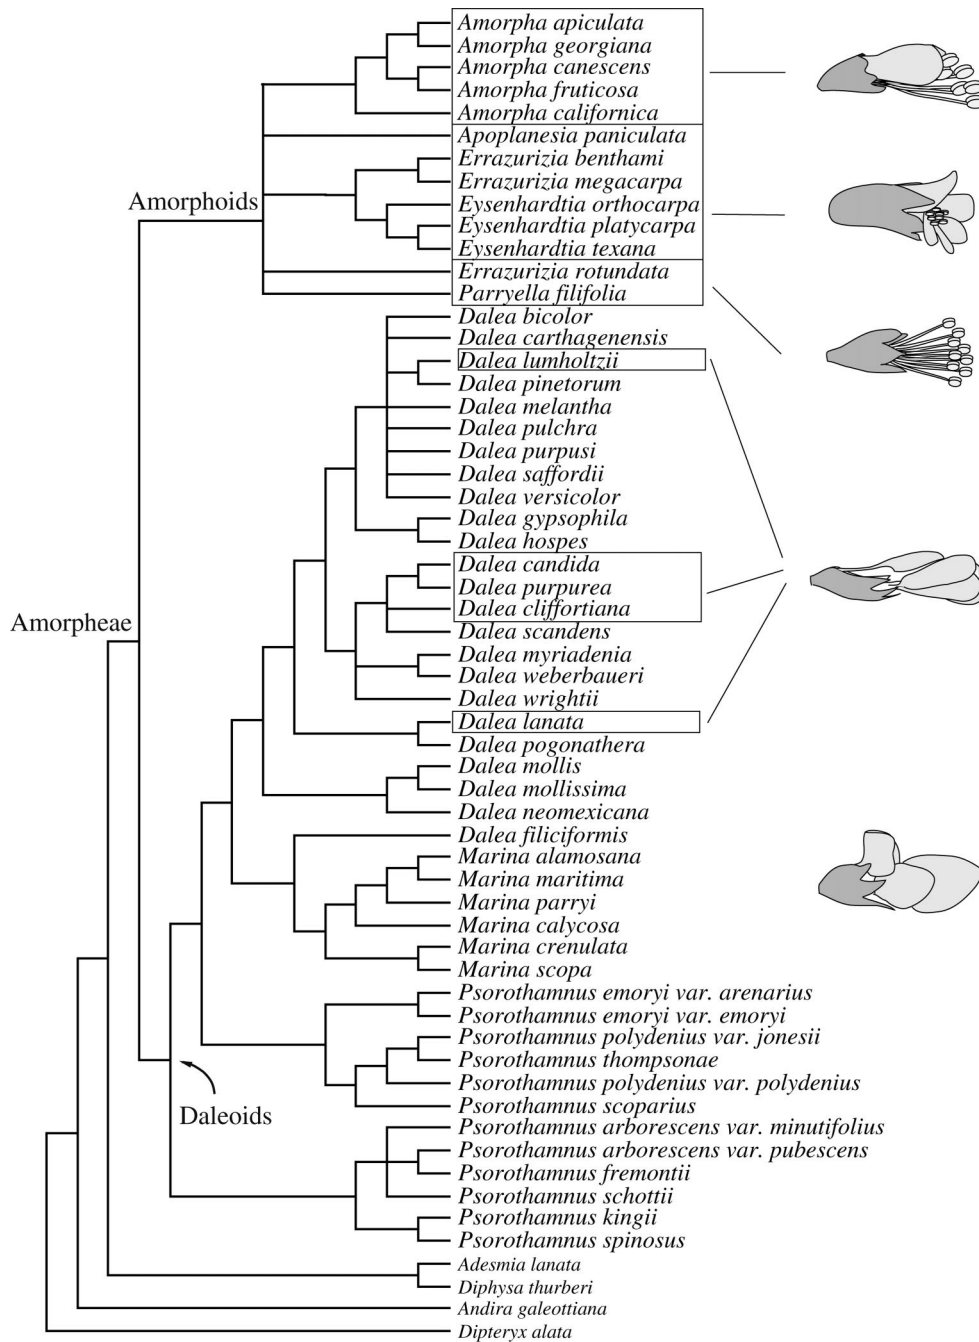 Amorpha apiculata
Amorpha georgiana
Amorpha canescens
Amorpha fruticosa
Amorpha californica
Apoplanesia paniculata
Errazurizia benthami
Errazurizia megacarpa
Amorphoids
Eysenhardtia orthocarpa
Eysenhardtia platycarpa
Eysenhardtia texana
Errazurizia rotundata
Parryella filifolia
Dalea bicolor
Dalea carthagenensis
Dalea lumholtzii
Dalea pinetorum
Dalea melantha
Dalea pulchra
Dalea purpusi
Dalea saffordii
Dalea versicolor
Dalea gypsophila
Dalea hospes
Dalea candida
Dalea purpurea
Dalea cliffortiana
Amorpheae
Dalea scandens
Dalea myriadenia
Dalea weberbaueri
Dalea wrightii
Dalea lanata
Dalea pogonathera
Dalea mollis
Dalea mollissima
Dalea neomexicana
Dalea filiciformis
Marina alamosana
Marina maritima
Marina parryi
Marina calycosa
Marina crenulata
Marina scopa
Psorothamnus emoryi var. arenarius
Psorothamnus emoryi var. emoryi
Psorothamnus polydenius var. jonesii
Psorothamnus thompsonae
Psorothamnus polydenius var. polydenius
Psorothamnus scoparius
Daleoids
Psorothamnus arborescens var. minutifolius
Psorothamnus arborescens var. pubescens
Psorothamnus fremontii
Psorothamnus schottii
Psorothamnus kingii
Psorothamnus spinosus
Adesmia lanata
Diphysa thurberi
Andira galeottiana
Dipteryx alata